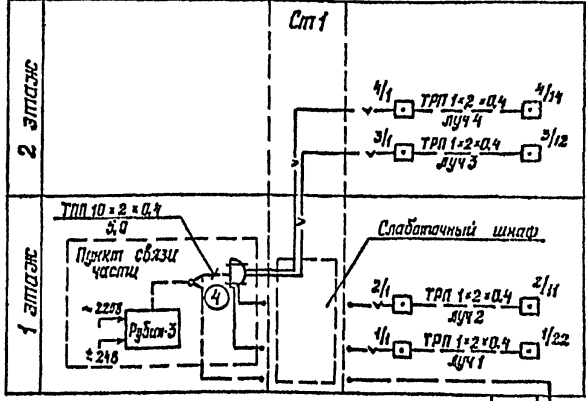 Ст 1
2 этаж
4/1 ТРП 1×2×0,4 4/14
луч 4
3/1 ТРП 1×2×0,4 3/12
луч 3
1 этаж
ТПП 10×2×0,4
5,0
Пункт связи
части
Слаботочный шкаф
4
~ 220В
Рубин-3
± 24В
2/1 ТРП 1×2×0,4 2/11
луч 2
1/1 ТРП 1×2×0,4 1/22
луч 1